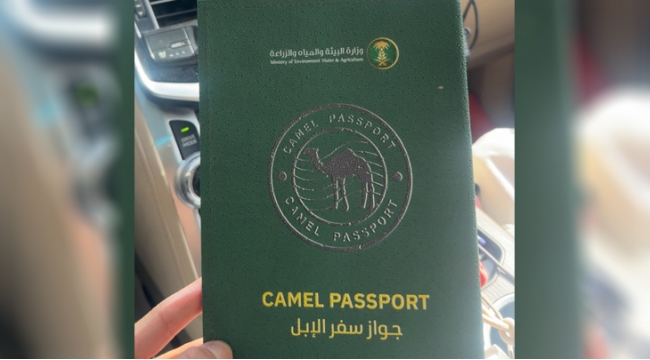 وزارة البيئة والمياه والزراعة
Ministry of Environment Water & Agriculture
CAMEL PASSPORT
CAMEL PASSPORT
CAMEL PASSPORT
جواز سفر الإبل